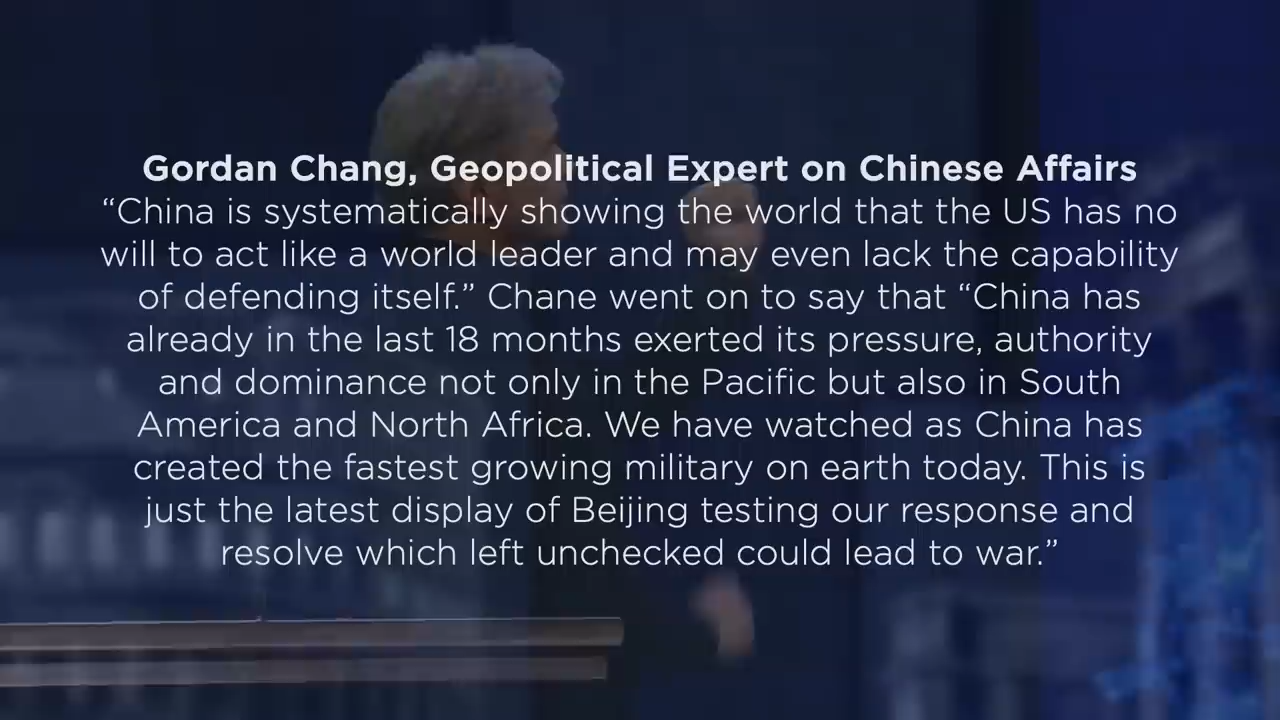 Gordan Chang, Geopolitical Expert on Chinese Affairs
“China is systematically showing the world that the US has no
will to act like a world leader and may even lack the capability
of defending itself.” Chane went on to say that “China has
already in the last 18 months exerted its pressure, authority
and dominance not only in the Pacific but also in South
America and North Africa. We have watched as China has
created the fastest growing military on earth today. This is
just the latest display of Beijing testing our response and
resolve which left unchecked could lead to war.”